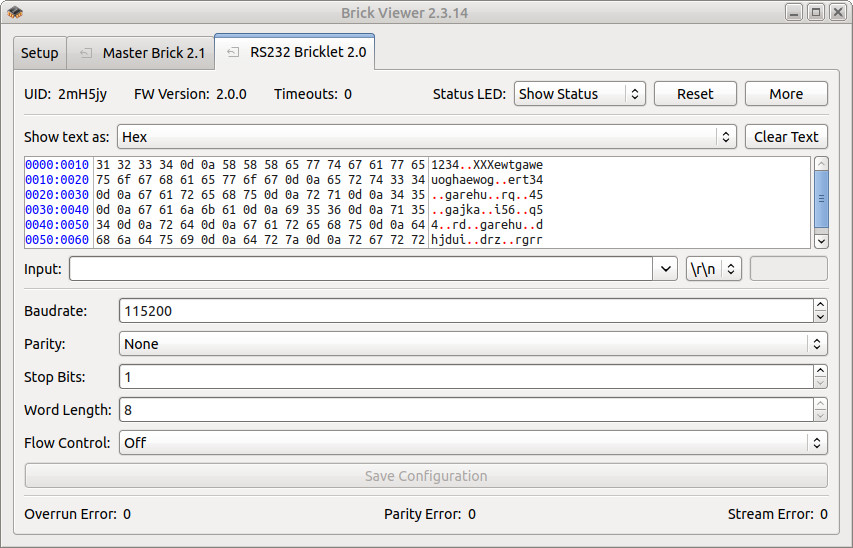 Brick Viewer 2.3.14
Setup Master Brick 2.1 RS232 Bricklet 2.0
UID: 2mH5jy FW Version: 2.0.0 Timeouts: 0 Status LED: Show Status Reset More
Show text as: Hex Clear Text
0000:0010 31 32 33 34 0d 0a 58 58 58 65 77 74 67 61 77 65 1234..XXXewtgawe
0010:0020 75 6f 67 68 61 65 77 6f 67 0d 0a 65 72 74 33 34 uoghaewog..ert34
0020:0030 0d 0a 67 61 72 65 68 75 0d 0a 72 71 0d 0a 34 35 ..garehu..rq..45
0030:0040 0d 0a 67 61 6a 6b 61 0d 0a 69 35 36 0d 0a 71 35 ..gajka..i56..q5
0040:0050 34 0d 0a 72 64 0d 0a 67 61 72 65 68 75 0d 0a 64 4..rd..garehu..d
0050:0060 68 6a 64 75 69 0d 0a 64 72 7a 0d 0a 72 67 72 72 hjdui..drz..rgrr
Input: \r\n
Baudrate: 115200
Parity: None
Stop Bits: 1
Word Length: 8
Flow Control: Off
Save Configuration
Overrun Error: 0 Parity Error: 0 Stream Error: 0